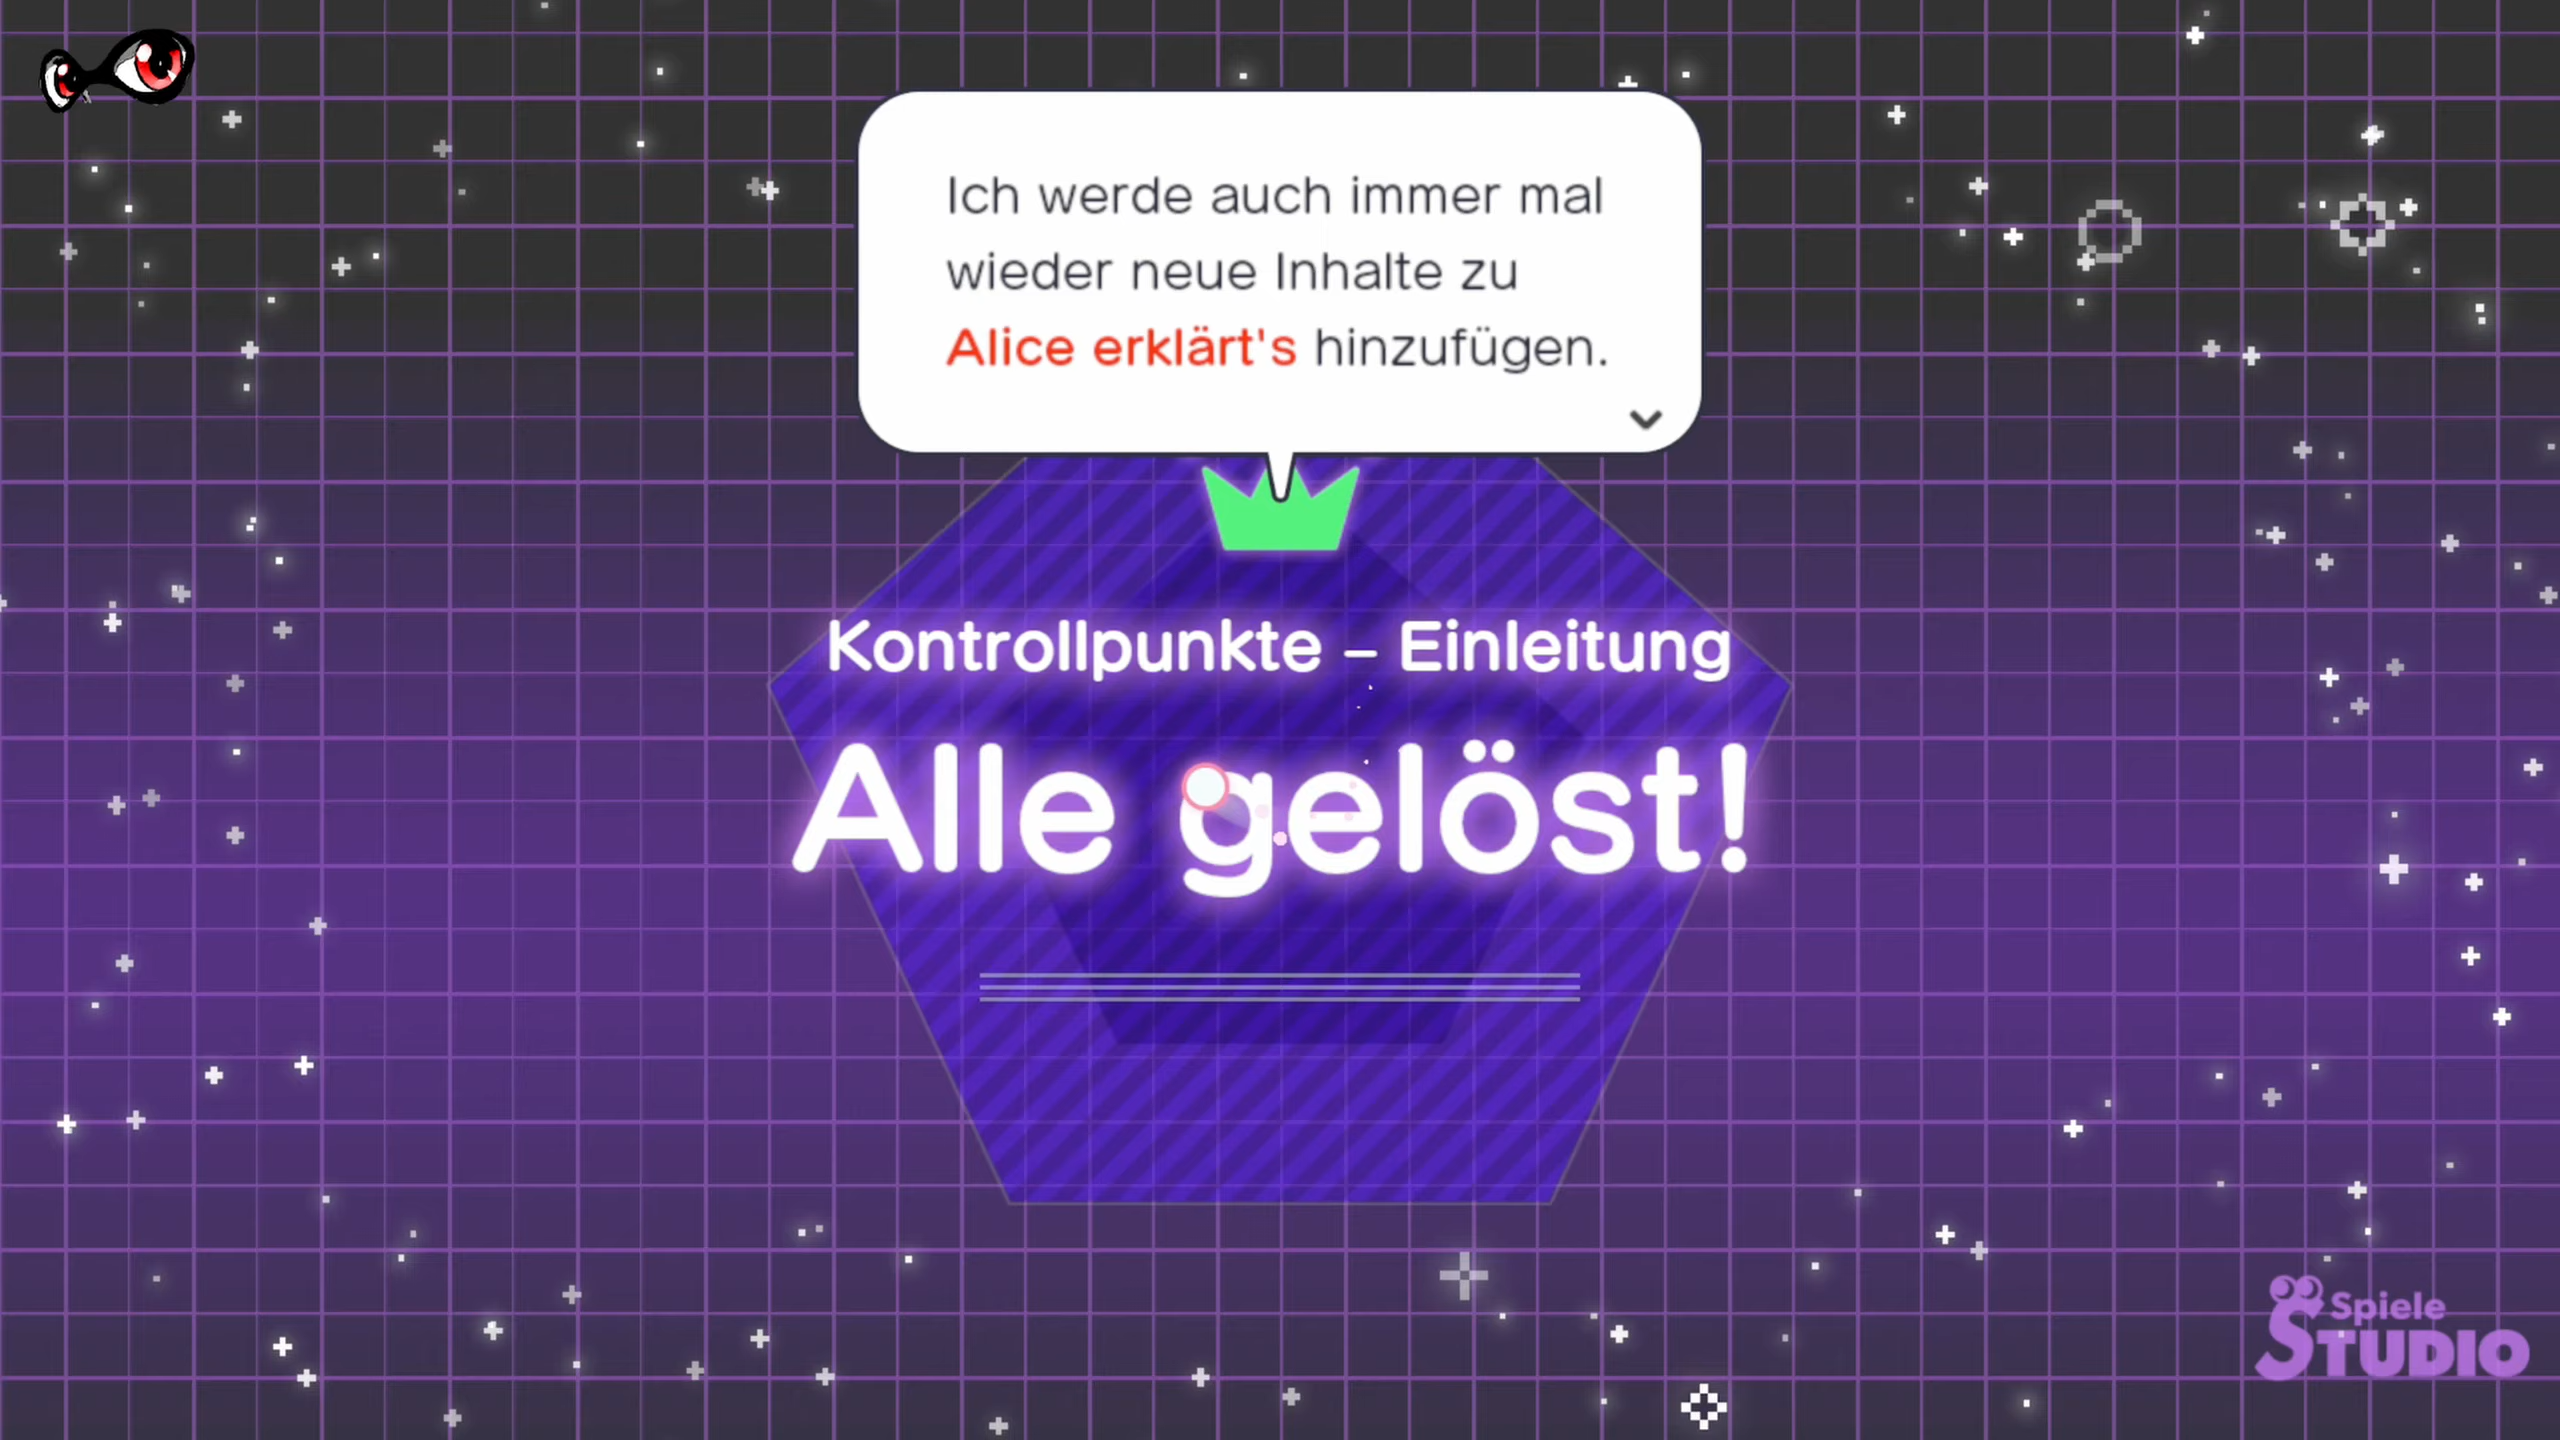 Ich werde auch immer mal
wieder neue Inhalte zu
Alice erklärt's hinzufügen.
Kontrollpunkte – Einleitung
Alle gelöst!
Spiele
STUDIO